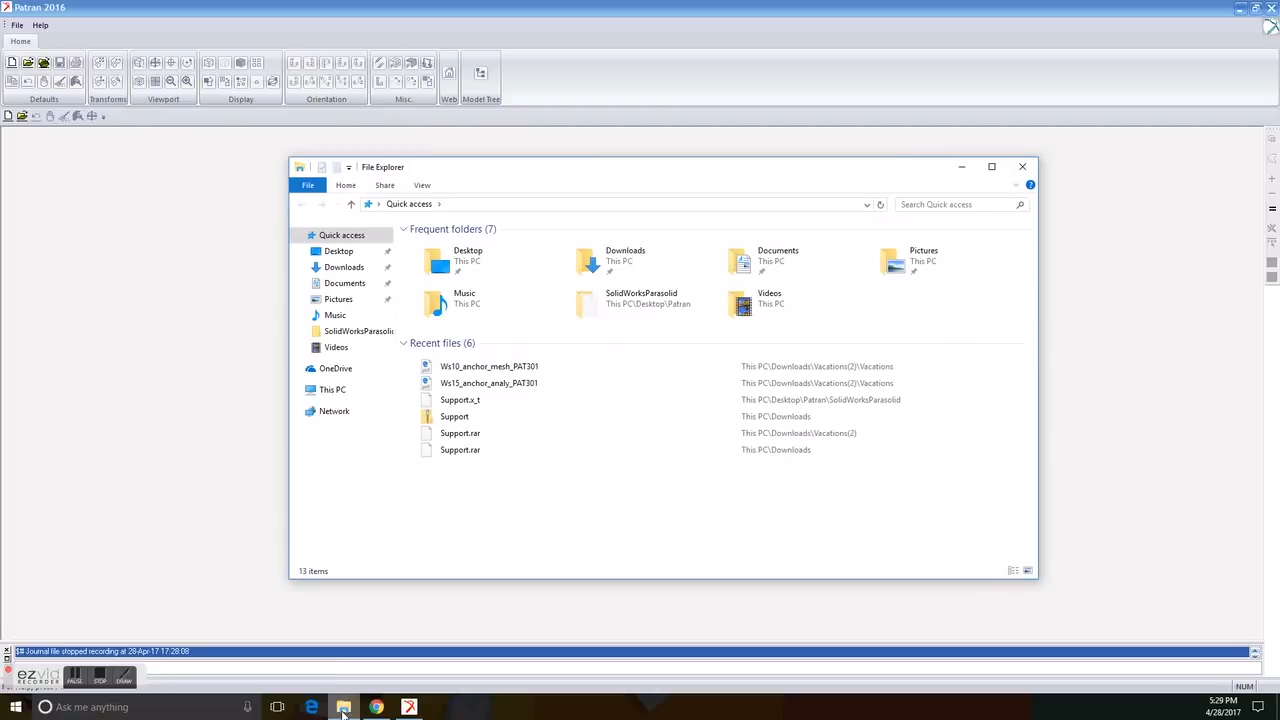 Patran 2016
File Help
Home
Defaults Transforms Viewport Display Orientation Misc. Web Model Tree
File Explorer
File Home Share View
Quick access
Search Quick access
Quick access
Desktop
Downloads
Documents
Pictures
Music
SolidWorksParasolid
Videos
OneDrive
This PC
Network
Frequent folders (7)
Desktop
This PC
Downloads
This PC
Documents
This PC
Pictures
This PC
Music
This PC
SolidWorksParasolid
This PC\Desktop\Patran
Videos
This PC
Recent files (6)
Ws10_anchor_mesh_PAT301 This PC\Downloads\Vacations(2)\Vacations
Ws15_anchor_analy_PAT301 This PC\Downloads\Vacations(2)\Vacations
Support.x_t This PC\Desktop\Patran\SolidWorksParasolid
Support This PC\Downloads
Support.rar This PC\Downloads\Vacations(2)
Support.rar This PC\Downloads
13 items
$# Journal file stopped recording at 28-Apr-17 17:28:08
ezvid
RECORDER
PAUSE STOP DRAW
NUM
Ask me anything
5:29 PM
4/28/2017